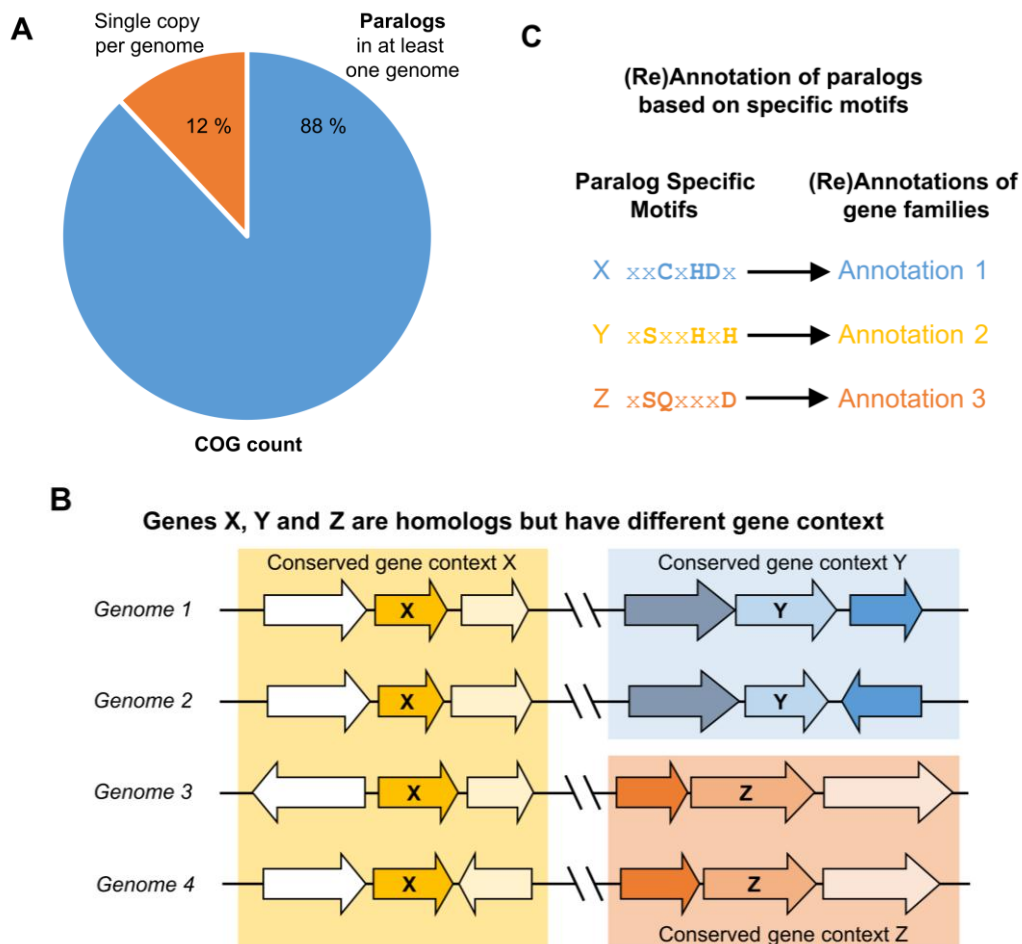 A
Single copy
per genome
Paralogs
in at least
one genome
12 %
88 %
COG count
C
(Re)Annotation of paralogs
based on specific motifs
Paralog Specific
Motifs
(Re)Annotations of
gene families
X xxCxHDx Annotation 1
Y xSxxHxH Annotation 2
Z xSQxxxD Annotation 3
B
Genes X, Y and Z are homologs but have different gene context
Conserved gene context X
Conserved gene context Y
Genome 1
X
Y
Genome 2
X
Y
Genome 3
X
Z
Genome 4
X
Z
Conserved gene context Z